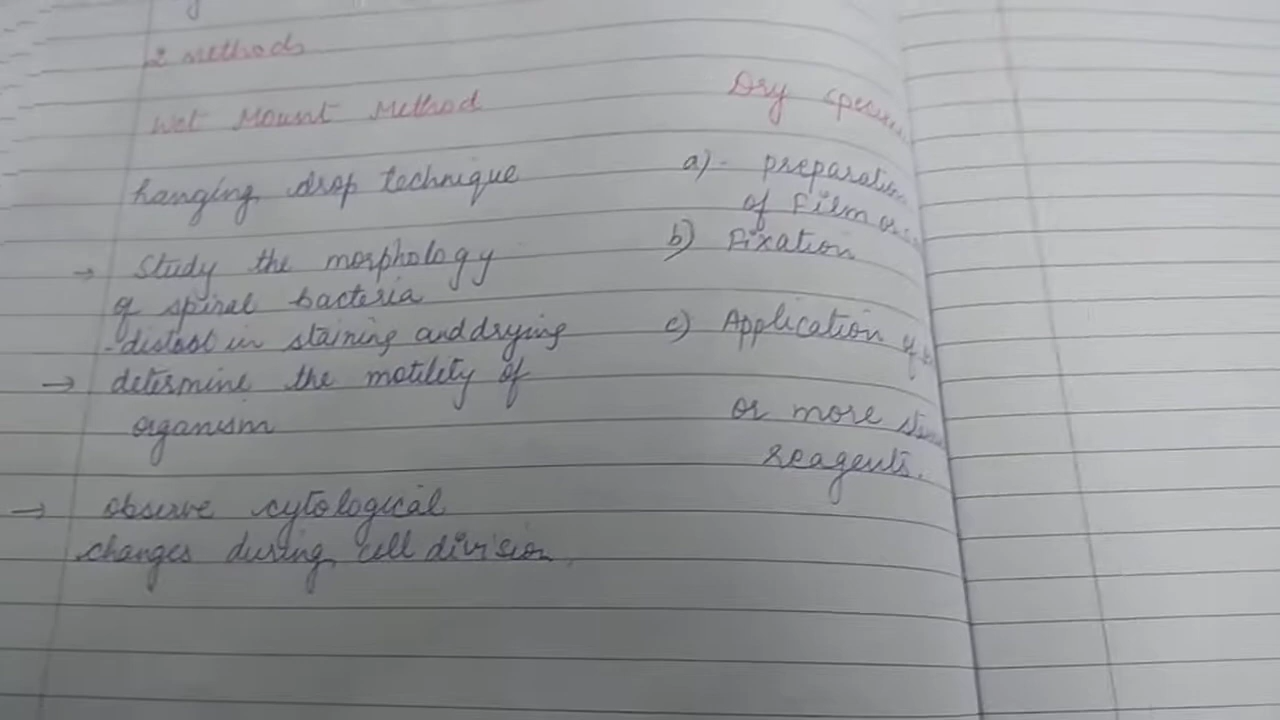 2 methods
Wet Mount Method
hanging drop technique
→ Study the morphology
of spiral bacteria
- distost in staining and drying
→ determine the motility of
organism
→ observe cytological
changes during cell division
Dry
a) - preparation
of Film
b) Fixation
c) Application of
or more
reagents.